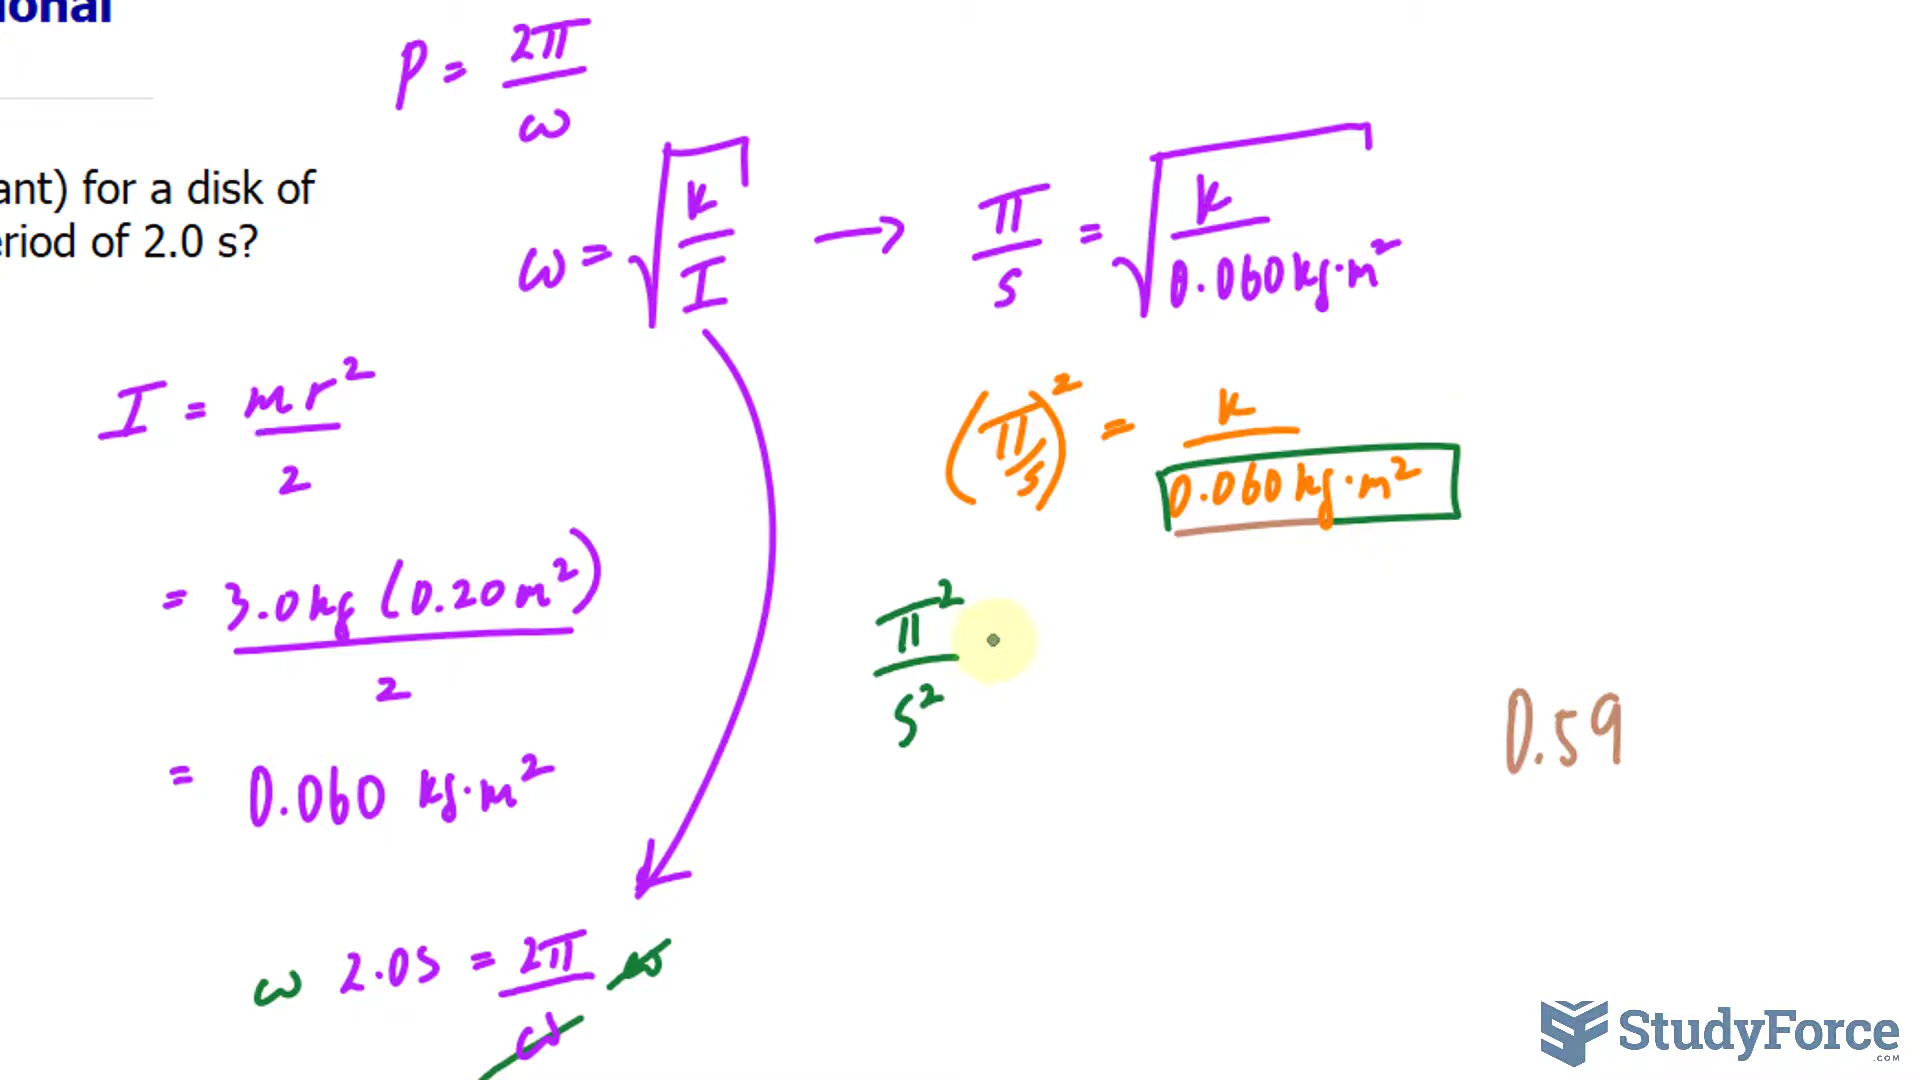 onal
P = 2π/ω
ant) for a disk of
eriod of 2.0 s?
ω = √(k/I) → π/s = √(k/0.060 kg·m²)
I = mr²/2
(π/s)² = k/0.060 kg·m²
= 3.0 kg (0.20 m²)/2
π²/s²
0.59
= 0.060 kg·m²
ω 2.0 s = 2π/ω ω
StudyForce
.COM